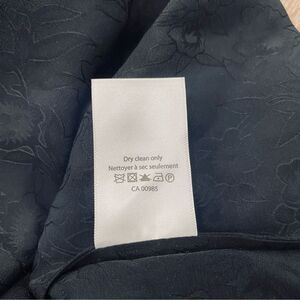 Dry clean only
Nettoyer à sec seulement
CA 00985